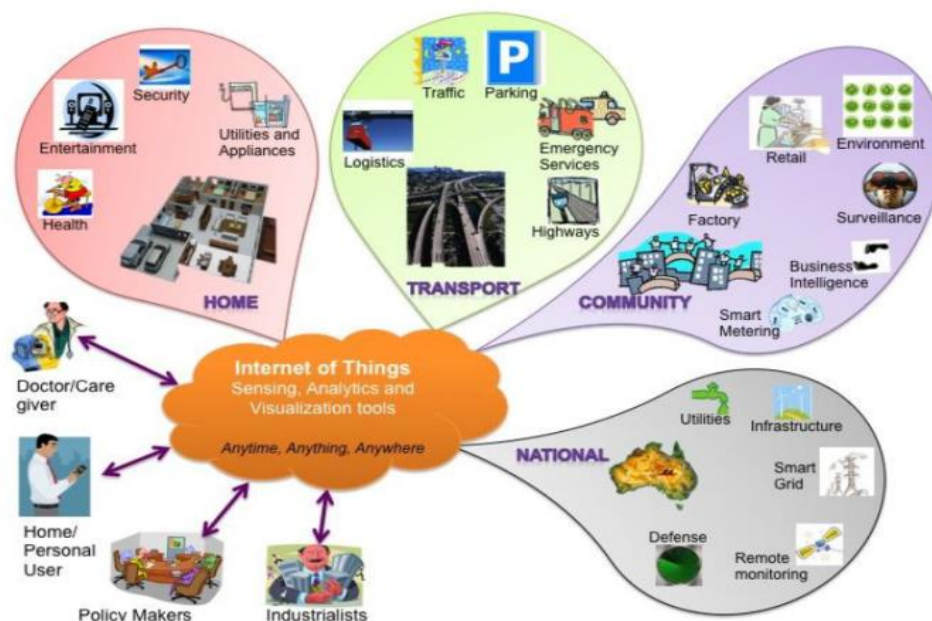 Security
Entertainment
Utilities and
Appliances
Health
HOME
Traffic
P
Parking
Logistics
Emergency
Services
Highways
TRANSPORT
Retail
Environment
Factory
Surveillance
Business
Intelligence
COMMUNITY
Smart
Metering
Internet of Things
Sensing, Analytics and
Visualization tools
Anytime, Anything, Anywhere
Utilities
Infrastructure
NATIONAL
Smart
Grid
Defense
Remote
monitoring
Doctor/Care
giver
Home/
Personal
User
Policy Makers
Industrialists